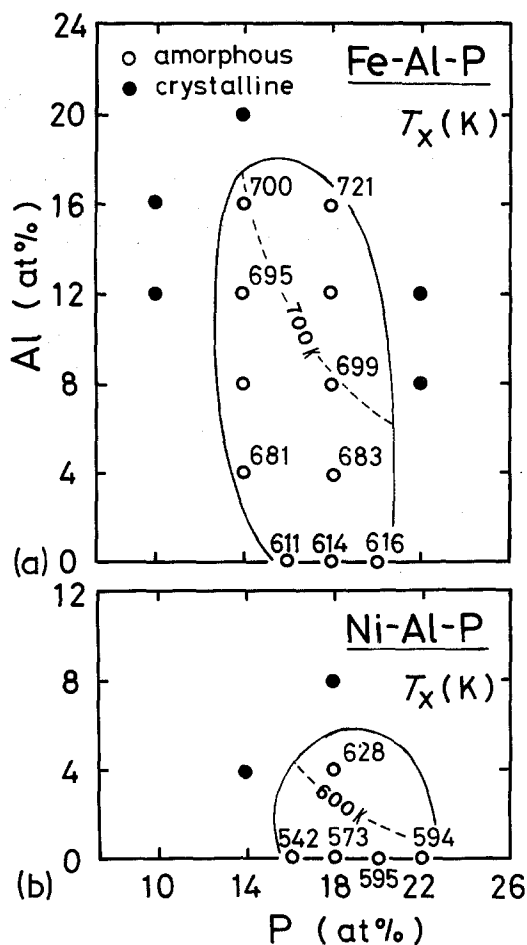 24
o amorphous
● crystalline
Fe-Al-P
Tx(K)
20
16
12
8
4
0
Al (at%)
700
721
695
700K
699
681
683
611
614
616
(a)
12
Ni-Al-P
Tx(K)
8
4
0
628
600K
542
573
594
595
(b)
10
14
18
22
26
P (at%)